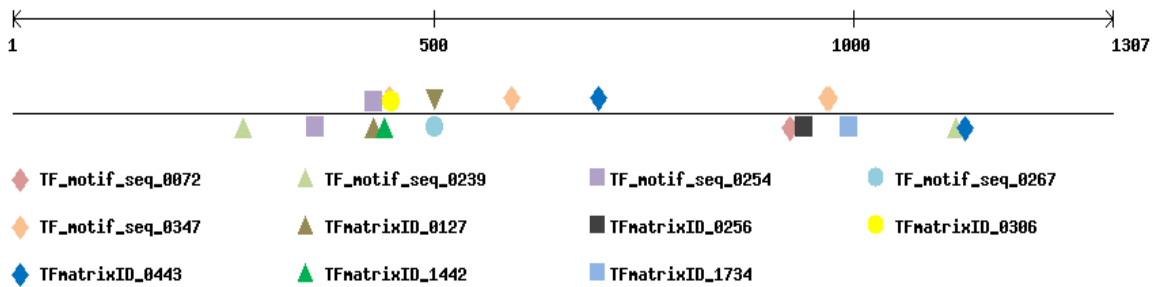 1 500 1000 1307
TF_motif_seq_0072 TF_motif_seq_0239 TF_motif_seq_0254 TF_motif_seq_0267
TF_motif_seq_0347 TFmatrixID_0127 TFmatrixID_0256 TFmatrixID_0306
TFmatrixID_0443 TFmatrixID_1442 TFmatrixID_1734